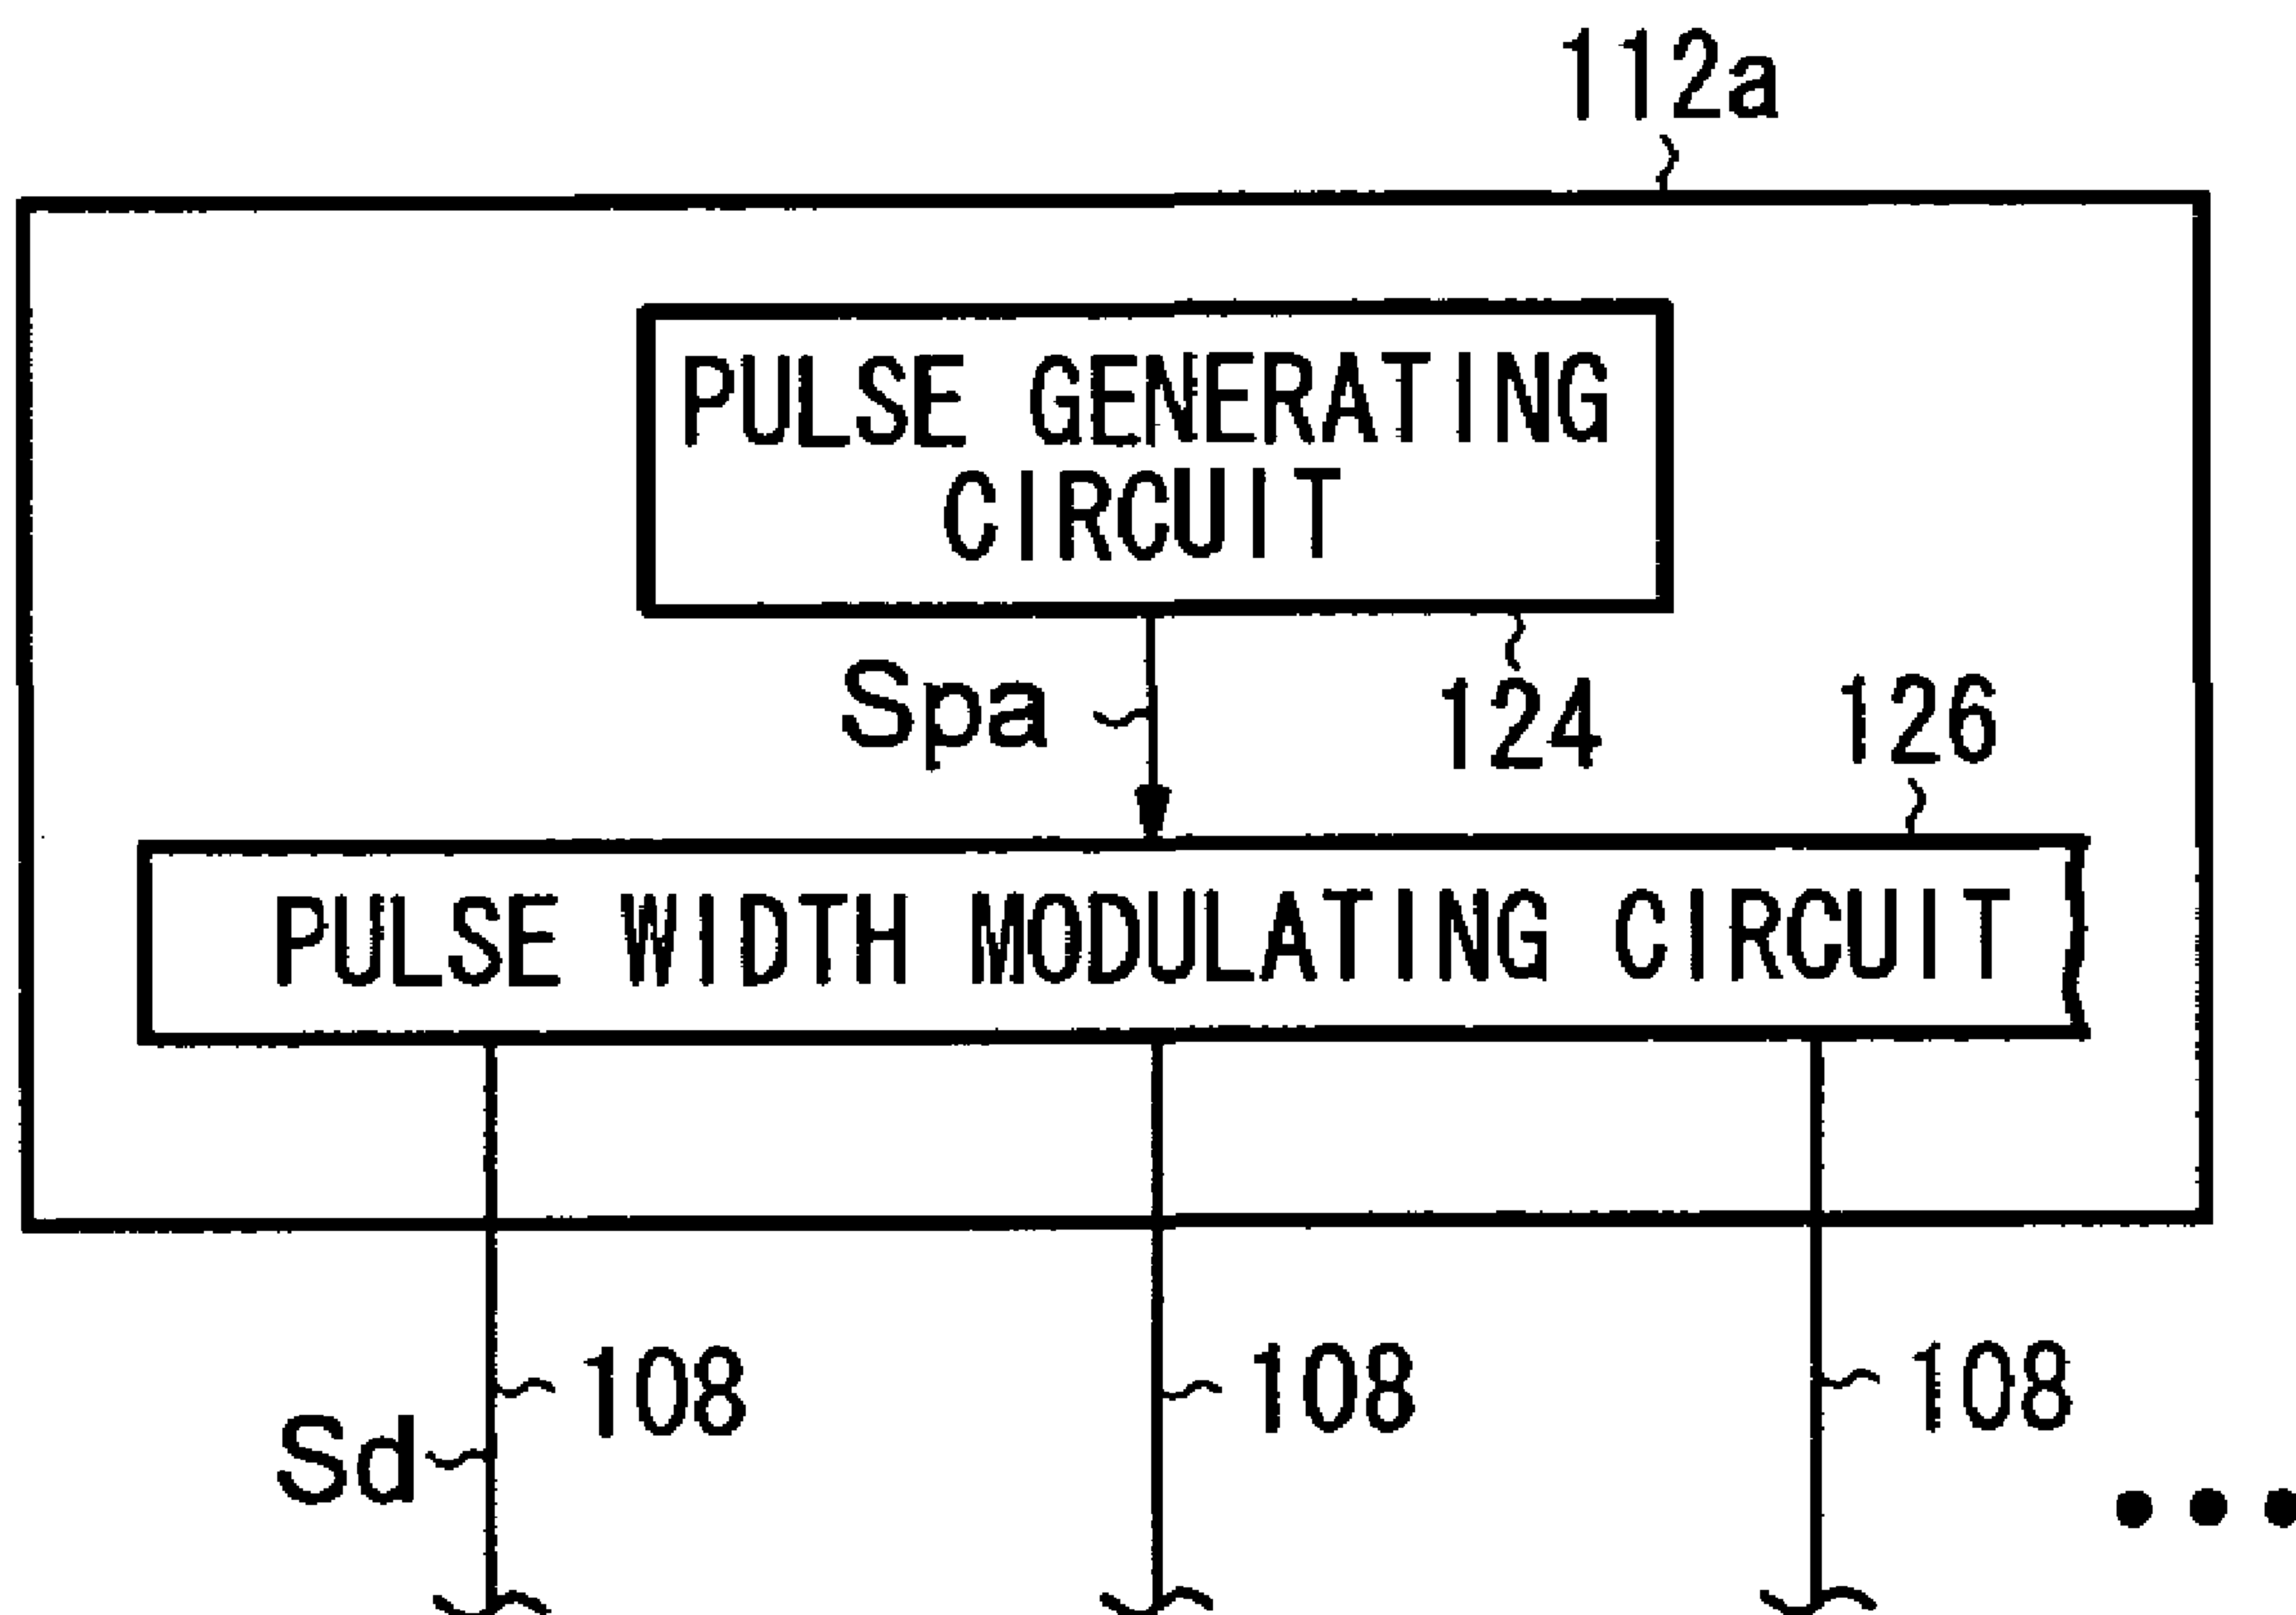 112a
PULSE GENERATING
CIRCUIT
Spa
124
126
PULSE WIDTH MODULATING CIRCUIT
108
108
108
Sd
•••